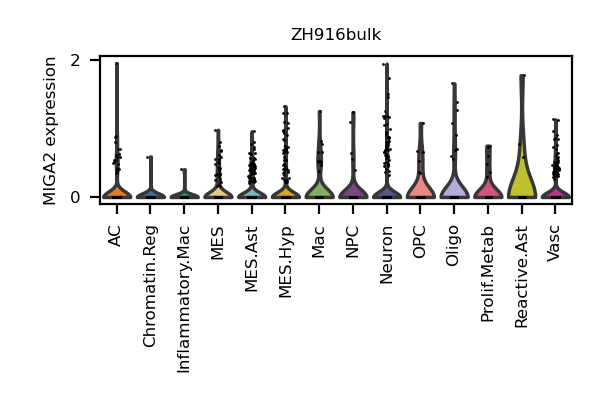 ZH916bulk
MIGA2 expression
2
0
AC
Chromatin.Reg
Inflammatory.Mac
MES
MES.Ast
MES.Hyp
Mac
NPC
Neuron
OPC
Oligo
Prolif.Metab
Reactive.Ast
Vasc